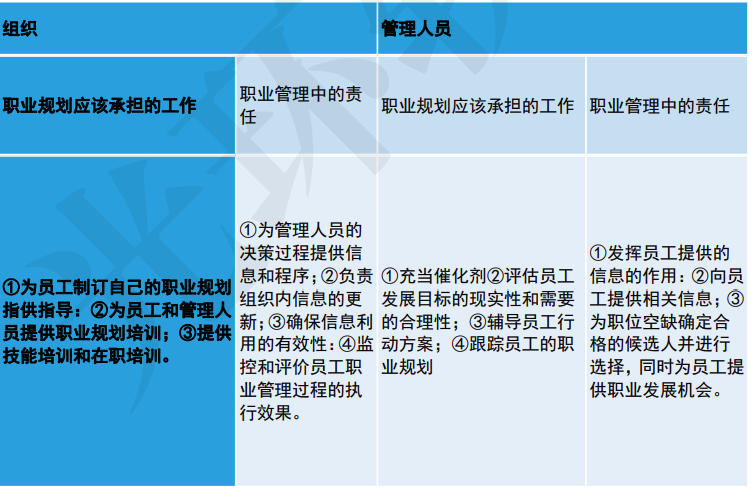 组织
管理人员
职业规划应该承担的工作
职业管理中的责
任
职业规划应该承担的工作
职业管理中的责任
①为员工制订自己的职业规划
指供指导：②为员工和管理人
员提供职业规划培训；③提供
技能培训和在职培训。
①为管理人员的
决策过程提供信
息和程序；②负责
组织内信息的更
新；③确保信息利
用的有效性：④监
控和评价员工职
业管理过程的执
行效果。
①充当催化剂②评估员工
发展目标的现实性和需要
的合理性；③辅导员工行
动方案；④跟踪员工的职
业规划
①发挥员工提供的
信息的作用：②向员
工提供相关信息；③
为职位空缺确定合
格的候选人并进行
选择，同时为员工提
供职业发展机会。